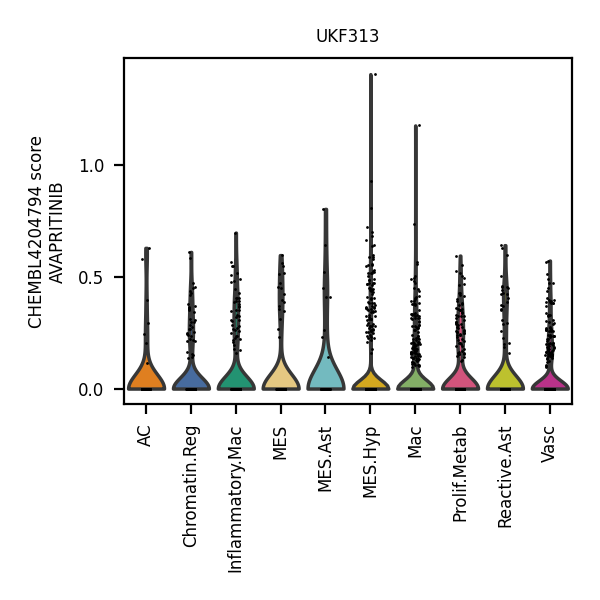 UKF313
CHEMBL4204794 score
AVAPRITINIB
1.0
0.5
0.0
AC
Chromatin.Reg
Inflammatory.Mac
MES
MES.Ast
MES.Hyp
Mac
Prolif.Metab
Reactive.Ast
Vasc